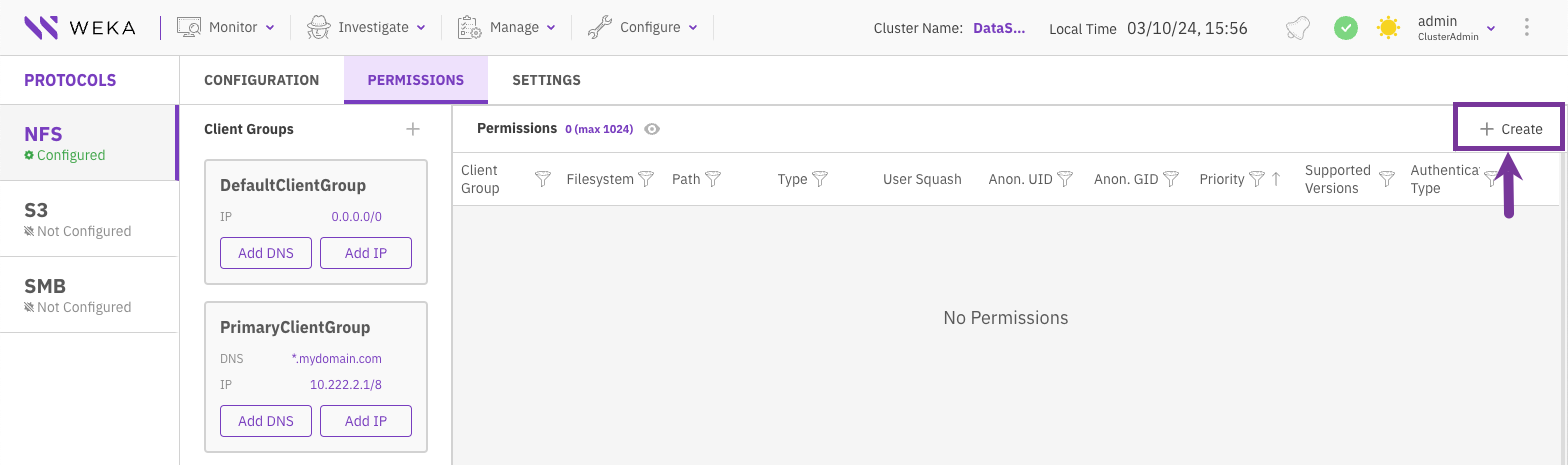 WEKA
Monitor
Investigate
Manage
Configure
Cluster Name: DataS...
Local Time 03/10/24, 15:56
admin
ClusterAdmin
PROTOCOLS
CONFIGURATION
PERMISSIONS
SETTINGS
NFS
Configured
S3
Not Configured
SMB
Not Configured
Client Groups
DefaultClientGroup
IP 0.0.0.0/0
Add DNS
Add IP
PrimaryClientGroup
DNS *.mydomain.com
IP 10.222.2.1/8
Add DNS
Add IP
Permissions 0 (max 1024)
+ Create
Client
Group
Filesystem
Path
Type
User Squash
Anon. UID
Anon. GID
Priority
Supported
Versions
Authentica
Type
No Permissions